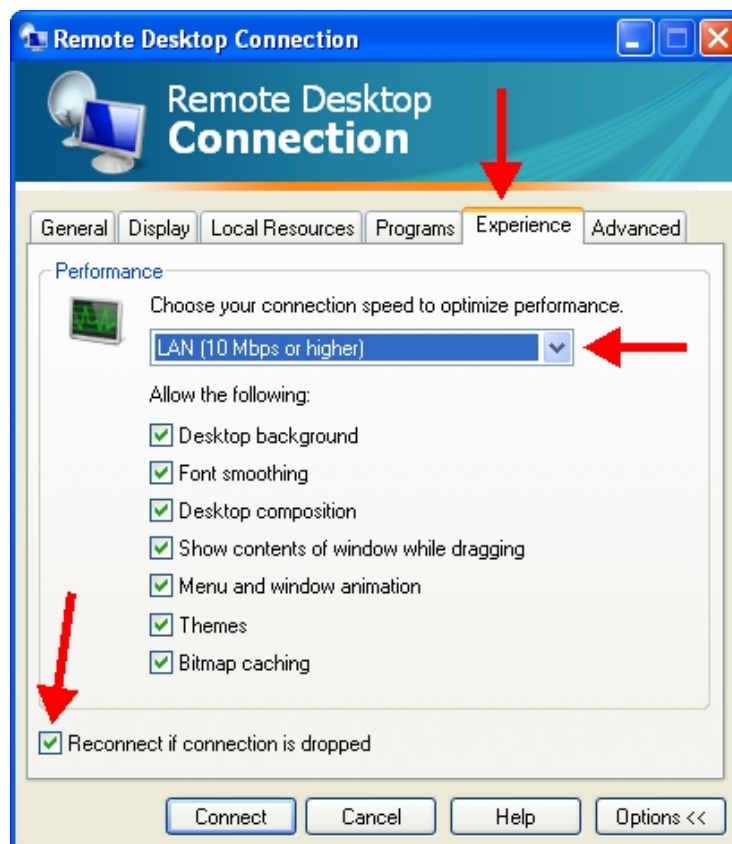 Remote Desktop Connection
Remote Desktop
Connection
General Display Local Resources Programs Experience Advanced
Performance
Choose your connection speed to optimize performance.
LAN (10 Mbps or higher)
Allow the following:
Desktop background
Font smoothing
Desktop composition
Show contents of window while dragging
Menu and window animation
Themes
Bitmap caching
Reconnect if connection is dropped
Connect Cancel Help Options <<